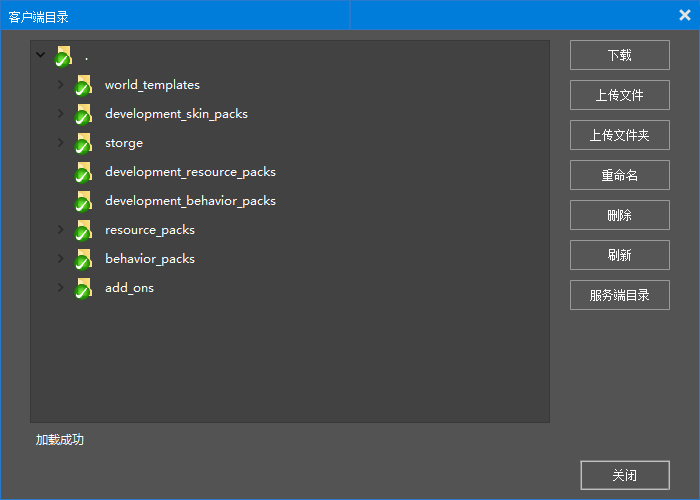 客户端目录
.
world_templates
development_skin_packs
storge
development_resource_packs
development_behavior_packs
resource_packs
behavior_packs
add_ons
下载
上传文件
上传文件夹
重命名
删除
刷新
服务端目录
加载成功
关闭